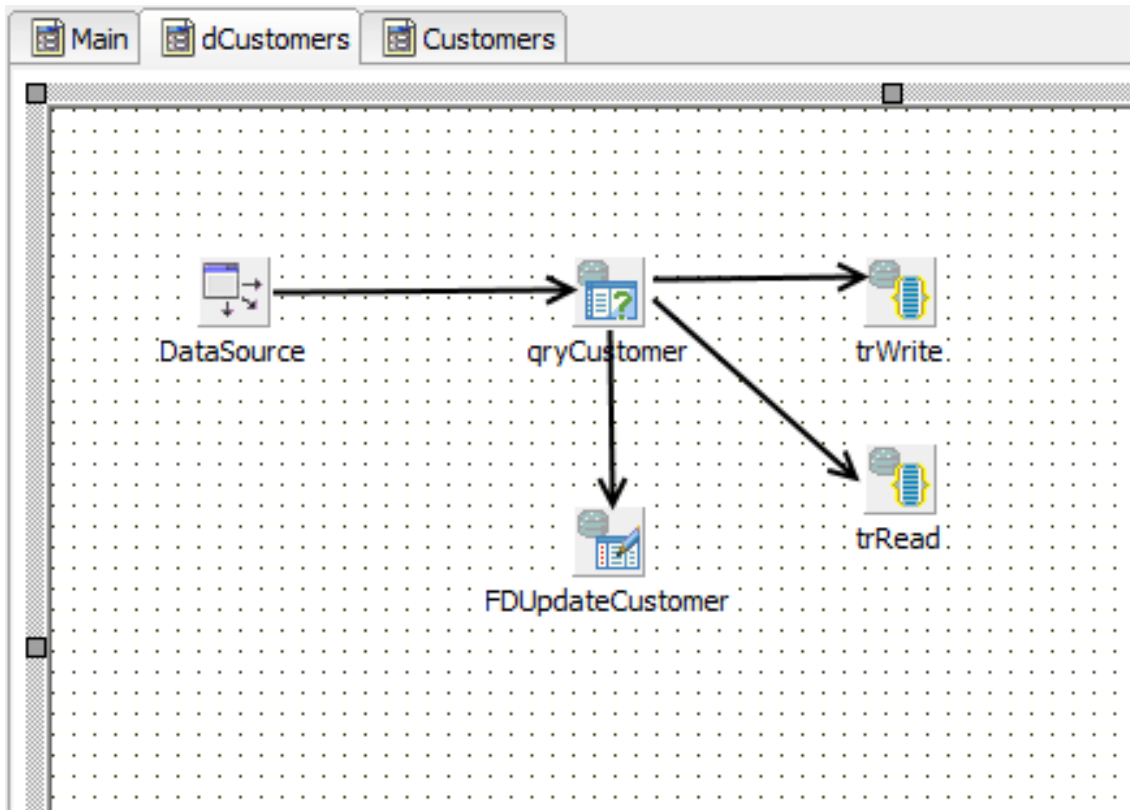 Main
dCustomers
Customers
DataSource
qryCustomer
trWrite
trRead
FDUpdateCustomer